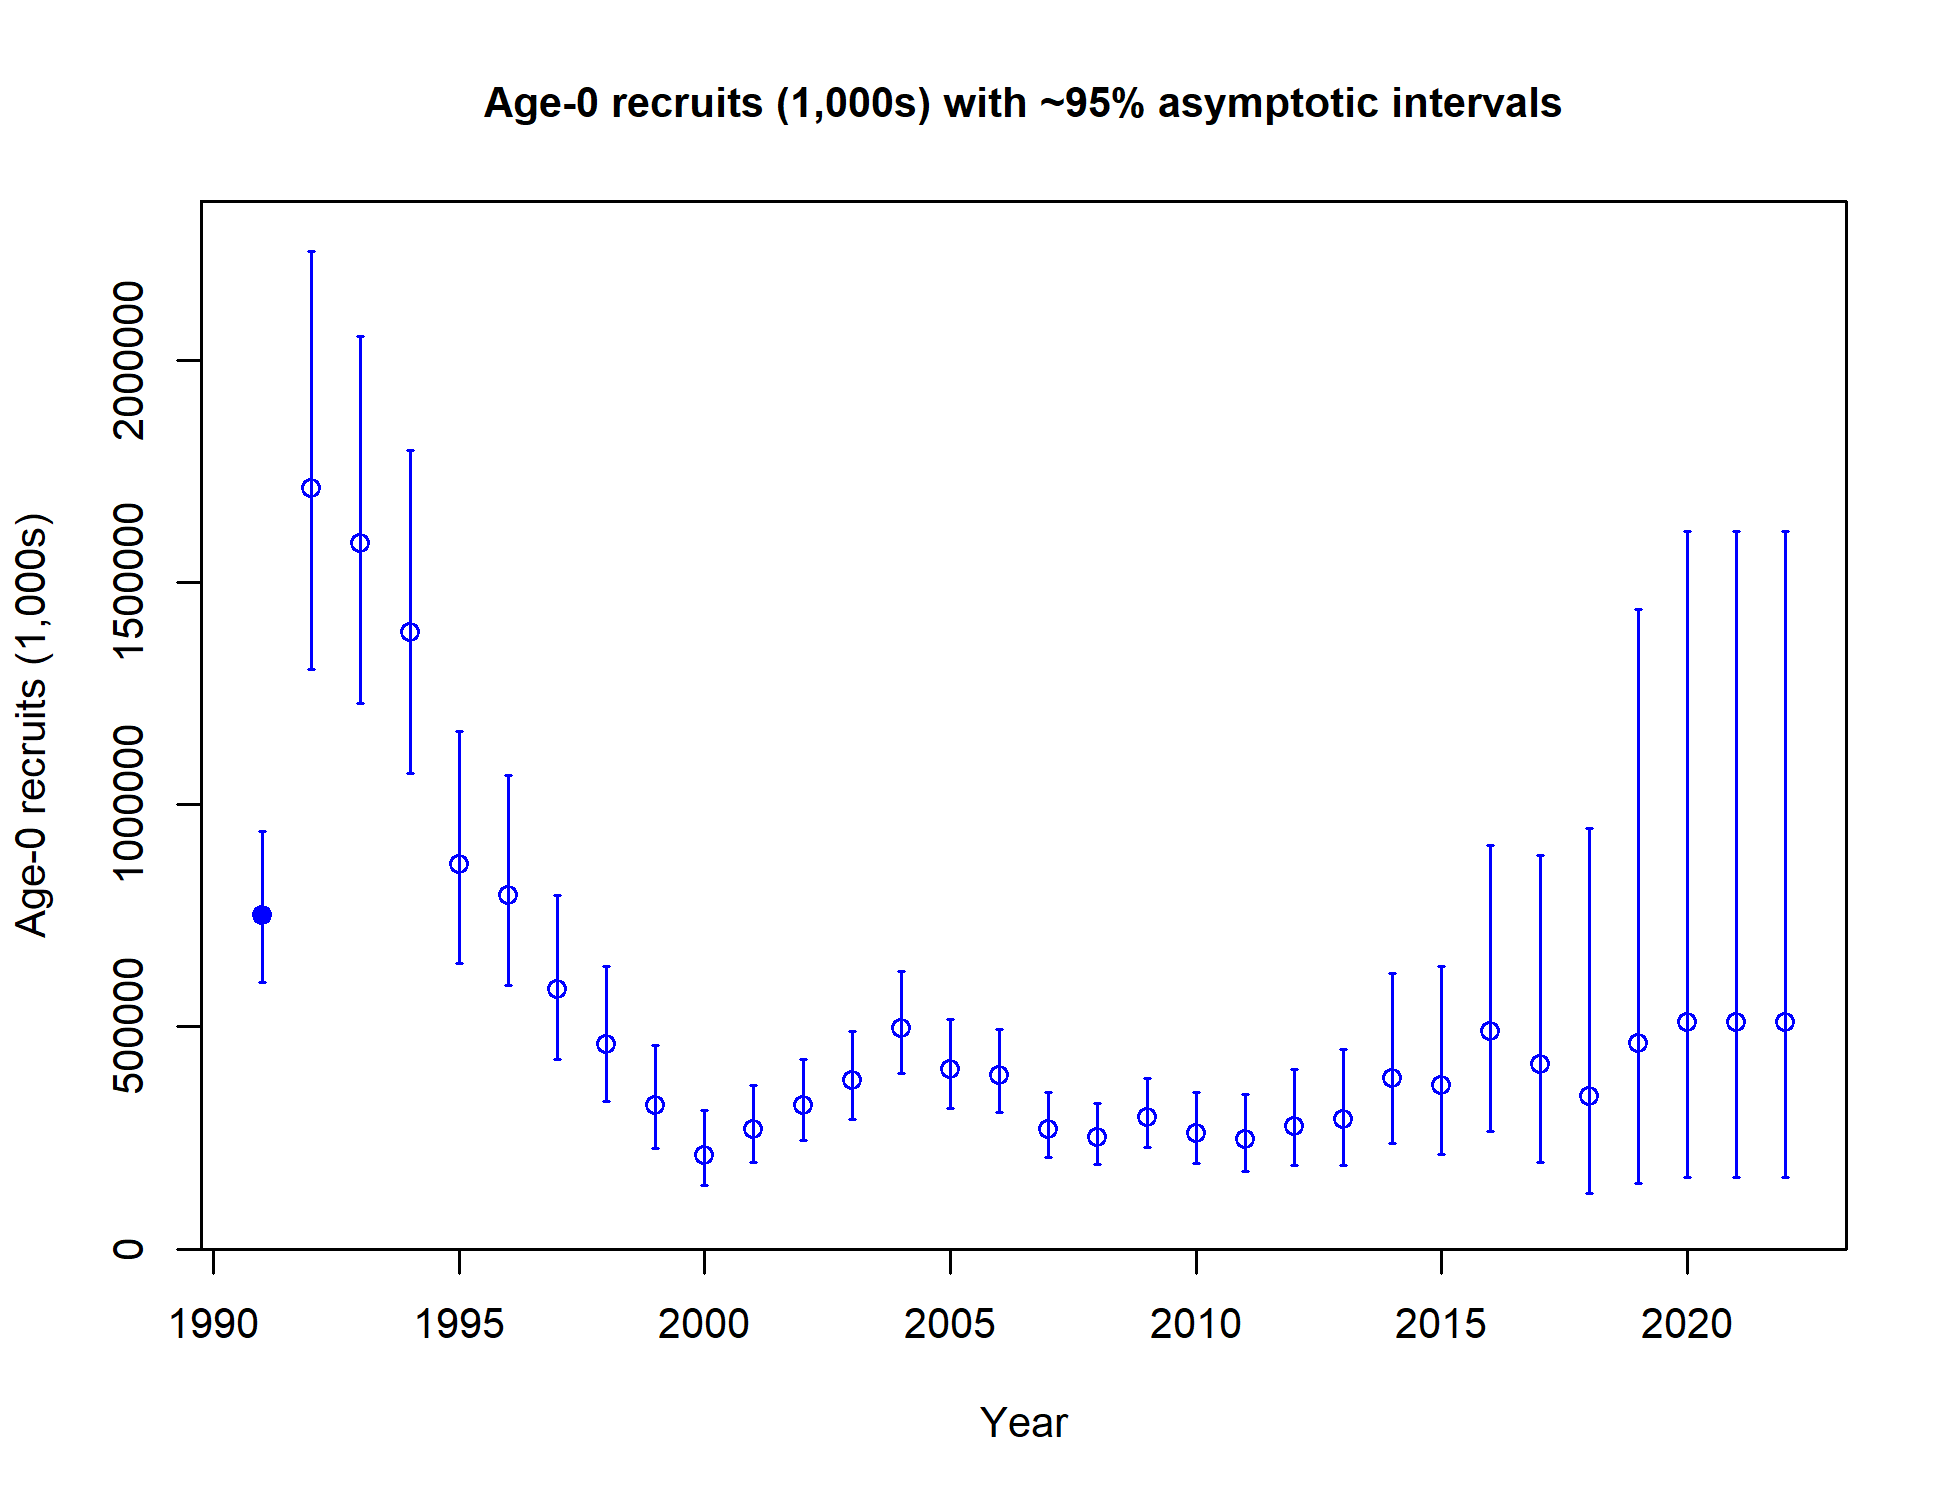 Age-0 recruits (1,000s) with ~95% asymptotic intervals
Age-0 recruits (1,000s)
2000000
1500000
1000000
500000
0
1990 1995 2000 2005 2010 2015 2020
Year